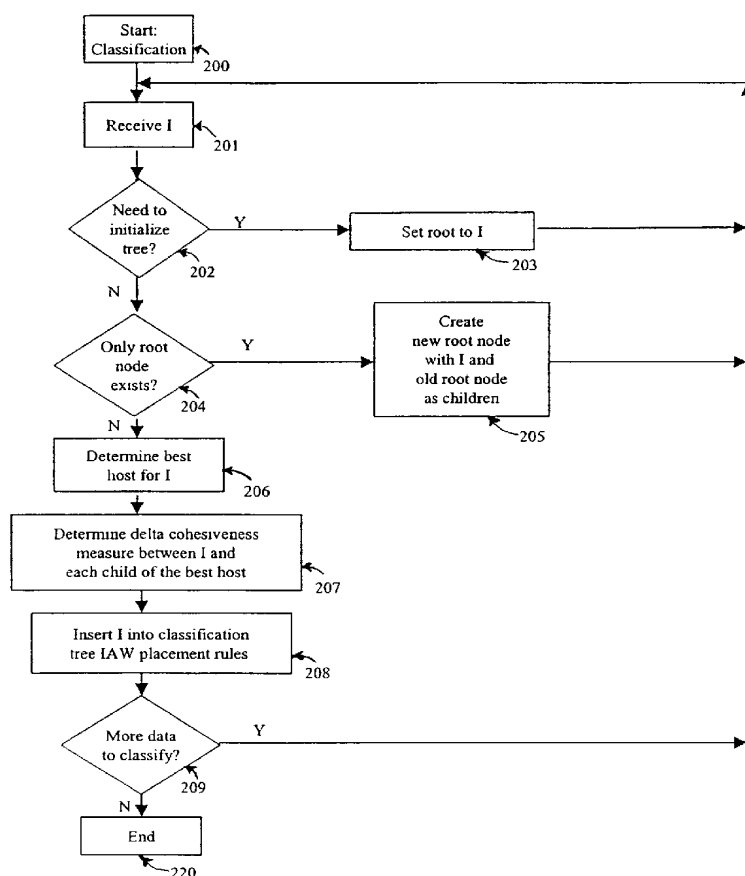 Start:
Classification
200
Receive I
201
Need to
initialize
tree?
202
Y
Set root to I
203
N
Only root
node
exists?
204
Y
Create
new root node
with I and
old root node
as children
205
N
Determine best
host for I
206
Determine delta cohesiveness
measure between I and
each child of the best host
207
Insert I into classification
tree IAW placement rules
208
More data
to classify?
209
Y
N
End
220